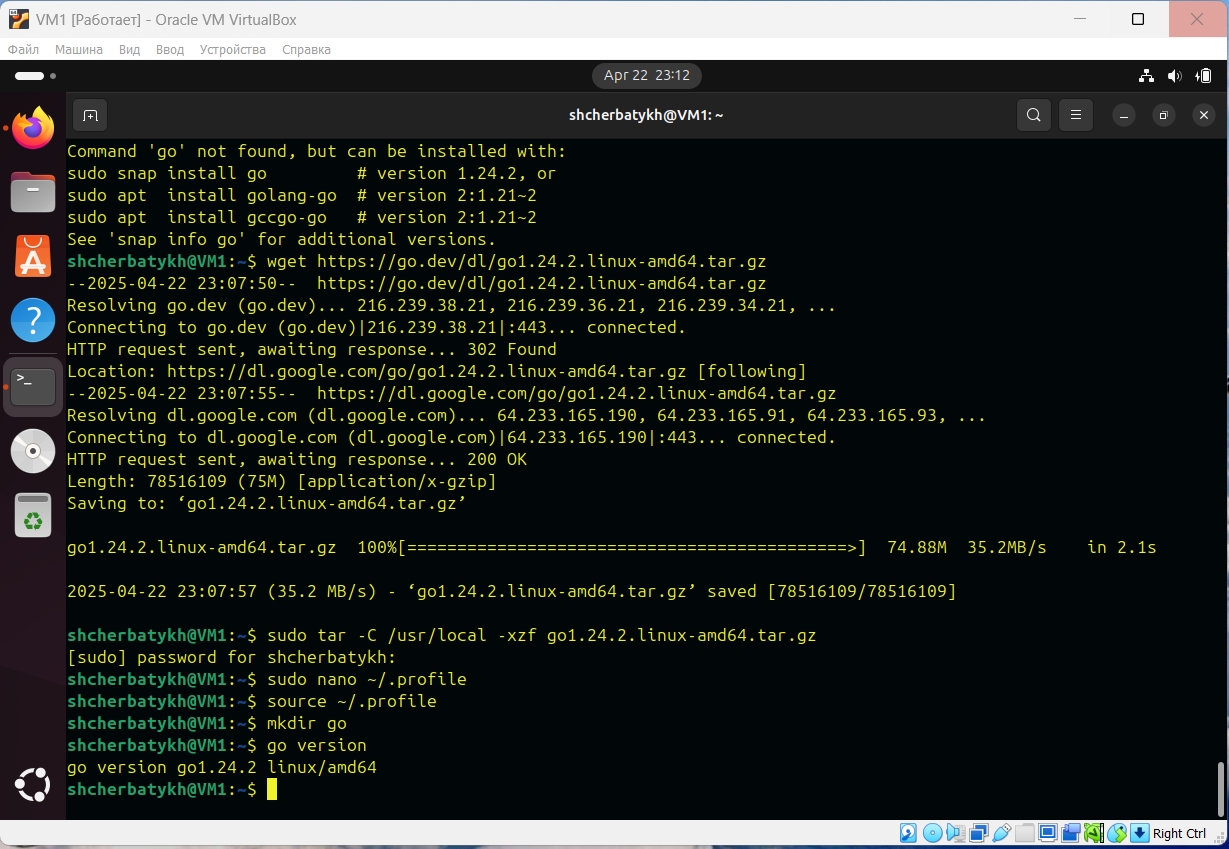 VM1 [Работает] - Oracle VM VirtualBox
Файл Машина Вид Ввод Устройства Справка
Apr 22 23:12
shcherbatykh@VM1: ~
Command 'go' not found, but can be installed with:
sudo snap install go         # version 1.24.2, or
sudo apt  install golang-go  # version 2:1.21~2
sudo apt  install gccgo-go   # version 2:1.21~2
See 'snap info go' for additional versions.
shcherbatykh@VM1:~$ wget https://go.dev/dl/go1.24.2.linux-amd64.tar.gz
--2025-04-22 23:07:50--  https://go.dev/dl/go1.24.2.linux-amd64.tar.gz
Resolving go.dev (go.dev)... 216.239.38.21, 216.239.36.21, 216.239.34.21, ...
Connecting to go.dev (go.dev)|216.239.38.21|:443... connected.
HTTP request sent, awaiting response... 302 Found
Location: https://dl.google.com/go/go1.24.2.linux-amd64.tar.gz [following]
--2025-04-22 23:07:55--  https://dl.google.com/go/go1.24.2.linux-amd64.tar.gz
Resolving dl.google.com (dl.google.com)... 64.233.165.190, 64.233.165.91, 64.233.165.93, ...
Connecting to dl.google.com (dl.google.com)|64.233.165.190|:443... connected.
HTTP request sent, awaiting response... 200 OK
Length: 78516109 (75M) [application/x-gzip]
Saving to: ‘go1.24.2.linux-amd64.tar.gz’
go1.24.2.linux-amd64.tar.gz  100%[============================================>]  74.88M  35.2MB/s    in 2.1s
2025-04-22 23:07:57 (35.2 MB/s) - ‘go1.24.2.linux-amd64.tar.gz’ saved [78516109/78516109]
shcherbatykh@VM1:~$ sudo tar -C /usr/local -xzf go1.24.2.linux-amd64.tar.gz
[sudo] password for shcherbatykh:
shcherbatykh@VM1:~$ sudo nano ~/.profile
shcherbatykh@VM1:~$ source ~/.profile
shcherbatykh@VM1:~$ mkdir go
shcherbatykh@VM1:~$ go version
go version go1.24.2 linux/amd64
shcherbatykh@VM1:~$
Right Ctrl